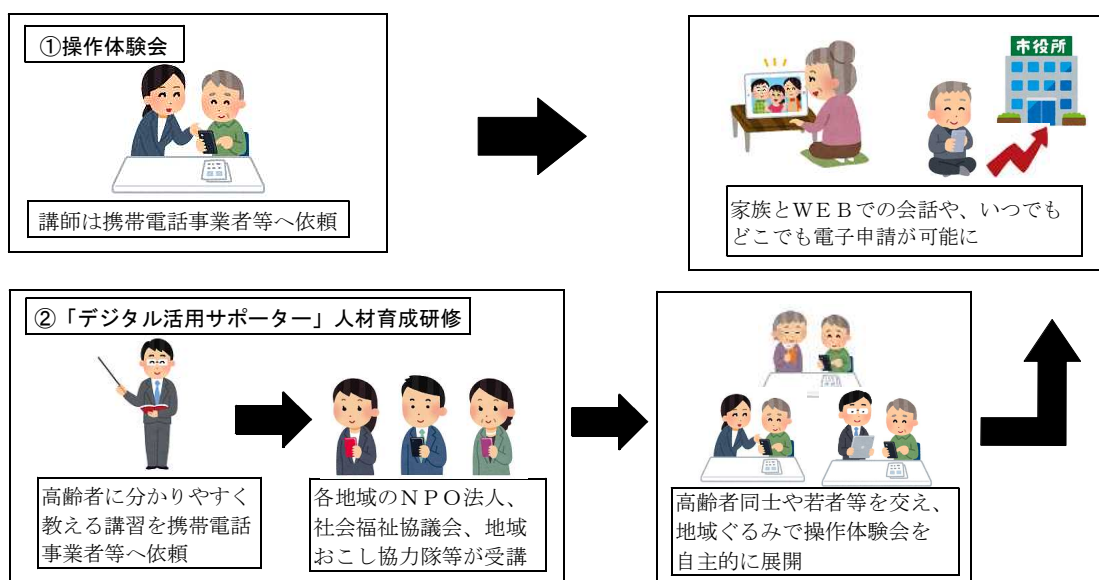 ①操作体験会
講師は携帯電話事業者等へ依頼
市役所
家族とＷＥＢでの会話や、いつでも
どこでも電子申請が可能に
②「デジタル活用サポーター」人材育成研修
高齢者に分かりやすく
教える講習を携帯電話
事業者等へ依頼
各地域のＮＰＯ法人、
社会福祉協議会、地域
おこし協力隊等が受講
高齢者同士や若者等を交え、
地域ぐるみで操作体験会を
自主的に展開